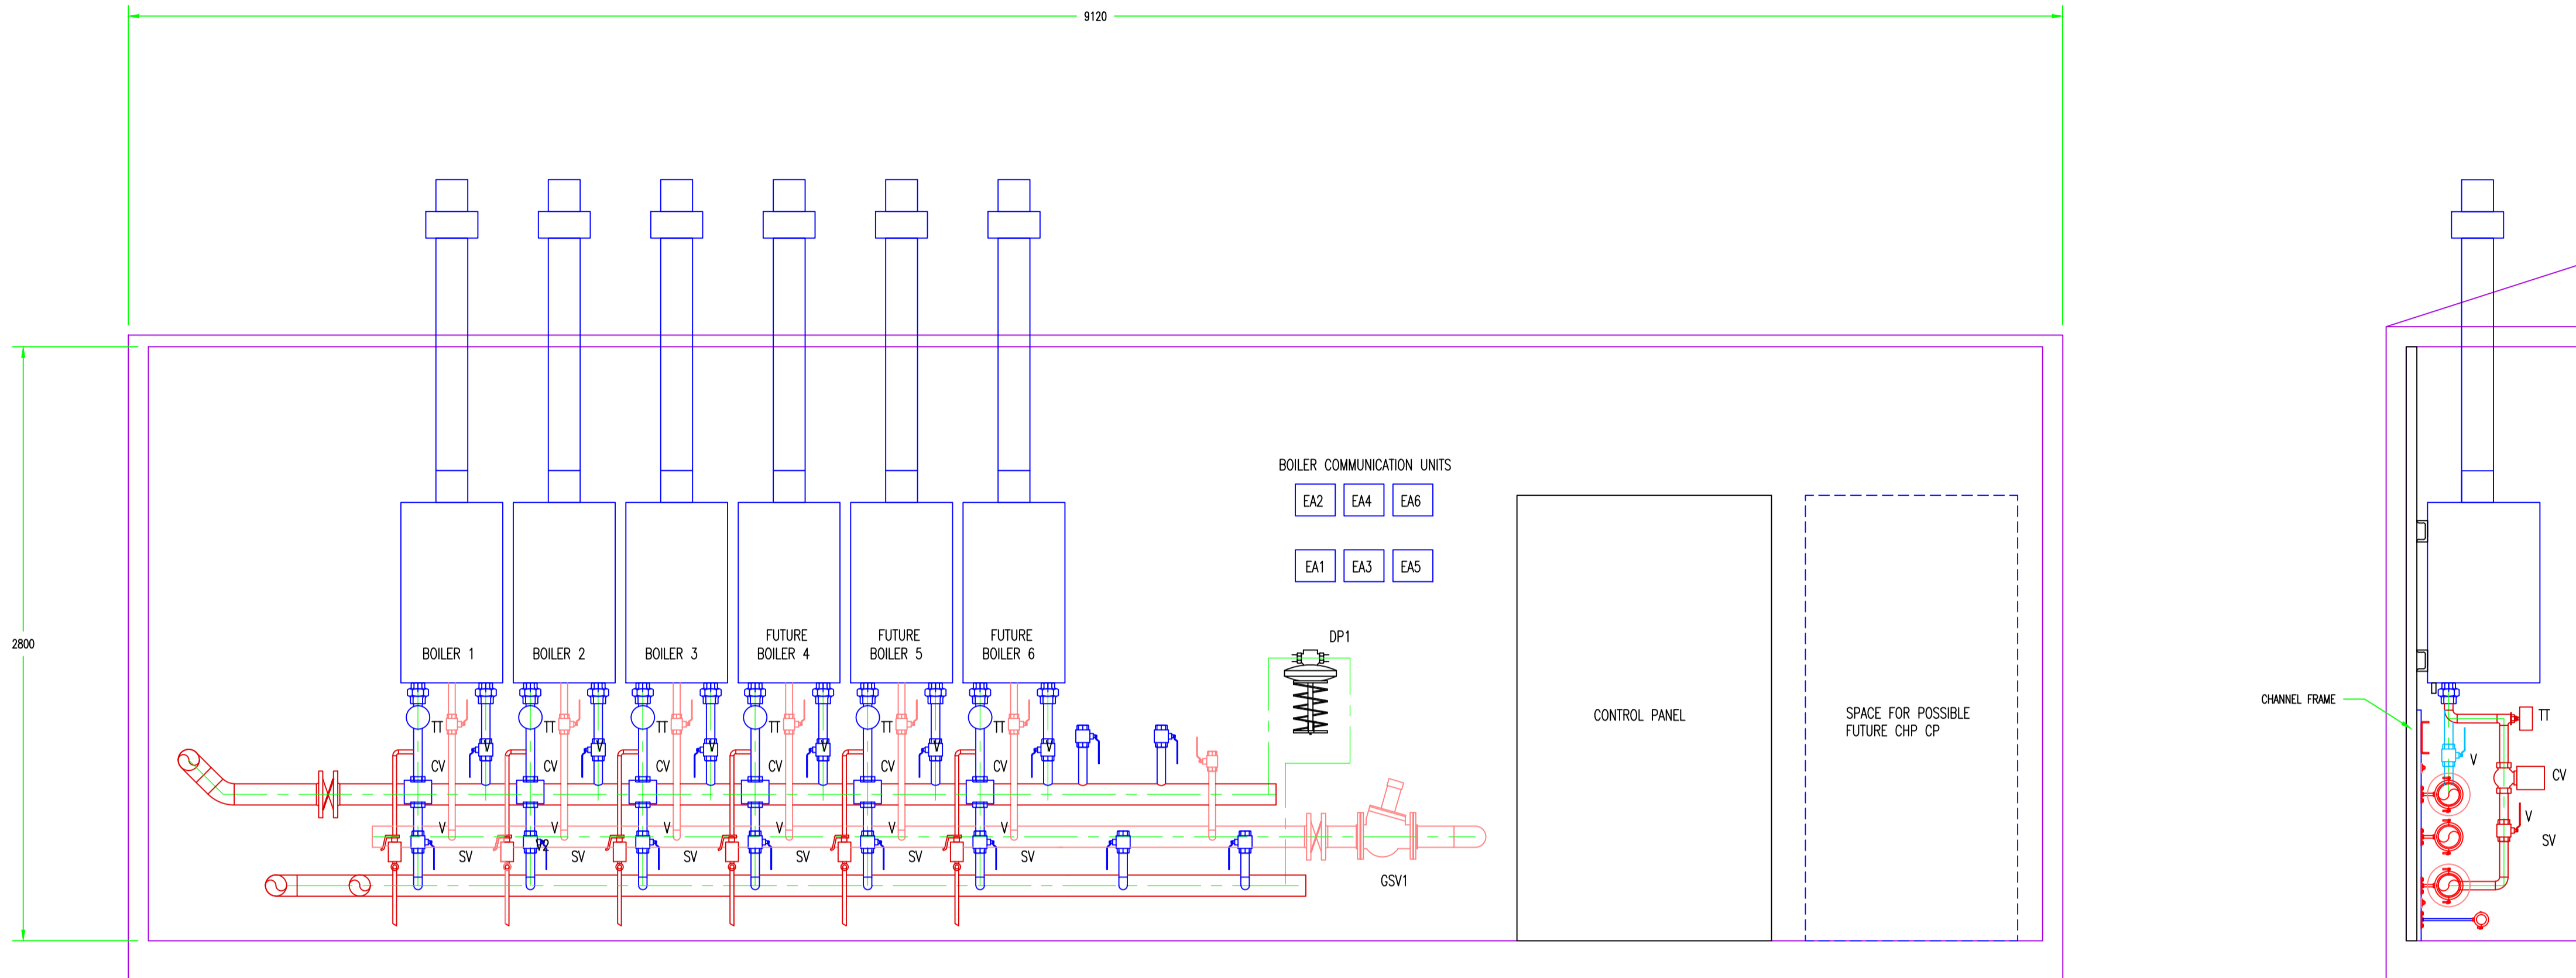 9120
2800
BOILER COMMUNICATION UNITS
EA2 EA4 EA6
EA1 EA3 EA5
BOILER 1
BOILER 2
BOILER 3
FUTURE
BOILER 4
FUTURE
BOILER 5
FUTURE
BOILER 6
DP1
CONTROL PANEL
SPACE FOR POSSIBLE
FUTURE CHP CP
CHANNEL FRAME
TT TT TT TT TT TT
V V V V V V
CV CV CV CV CV CV
V V V V V V
V2
SV SV SV SV SV SV
GSV1
TT
V
CV
V
SV